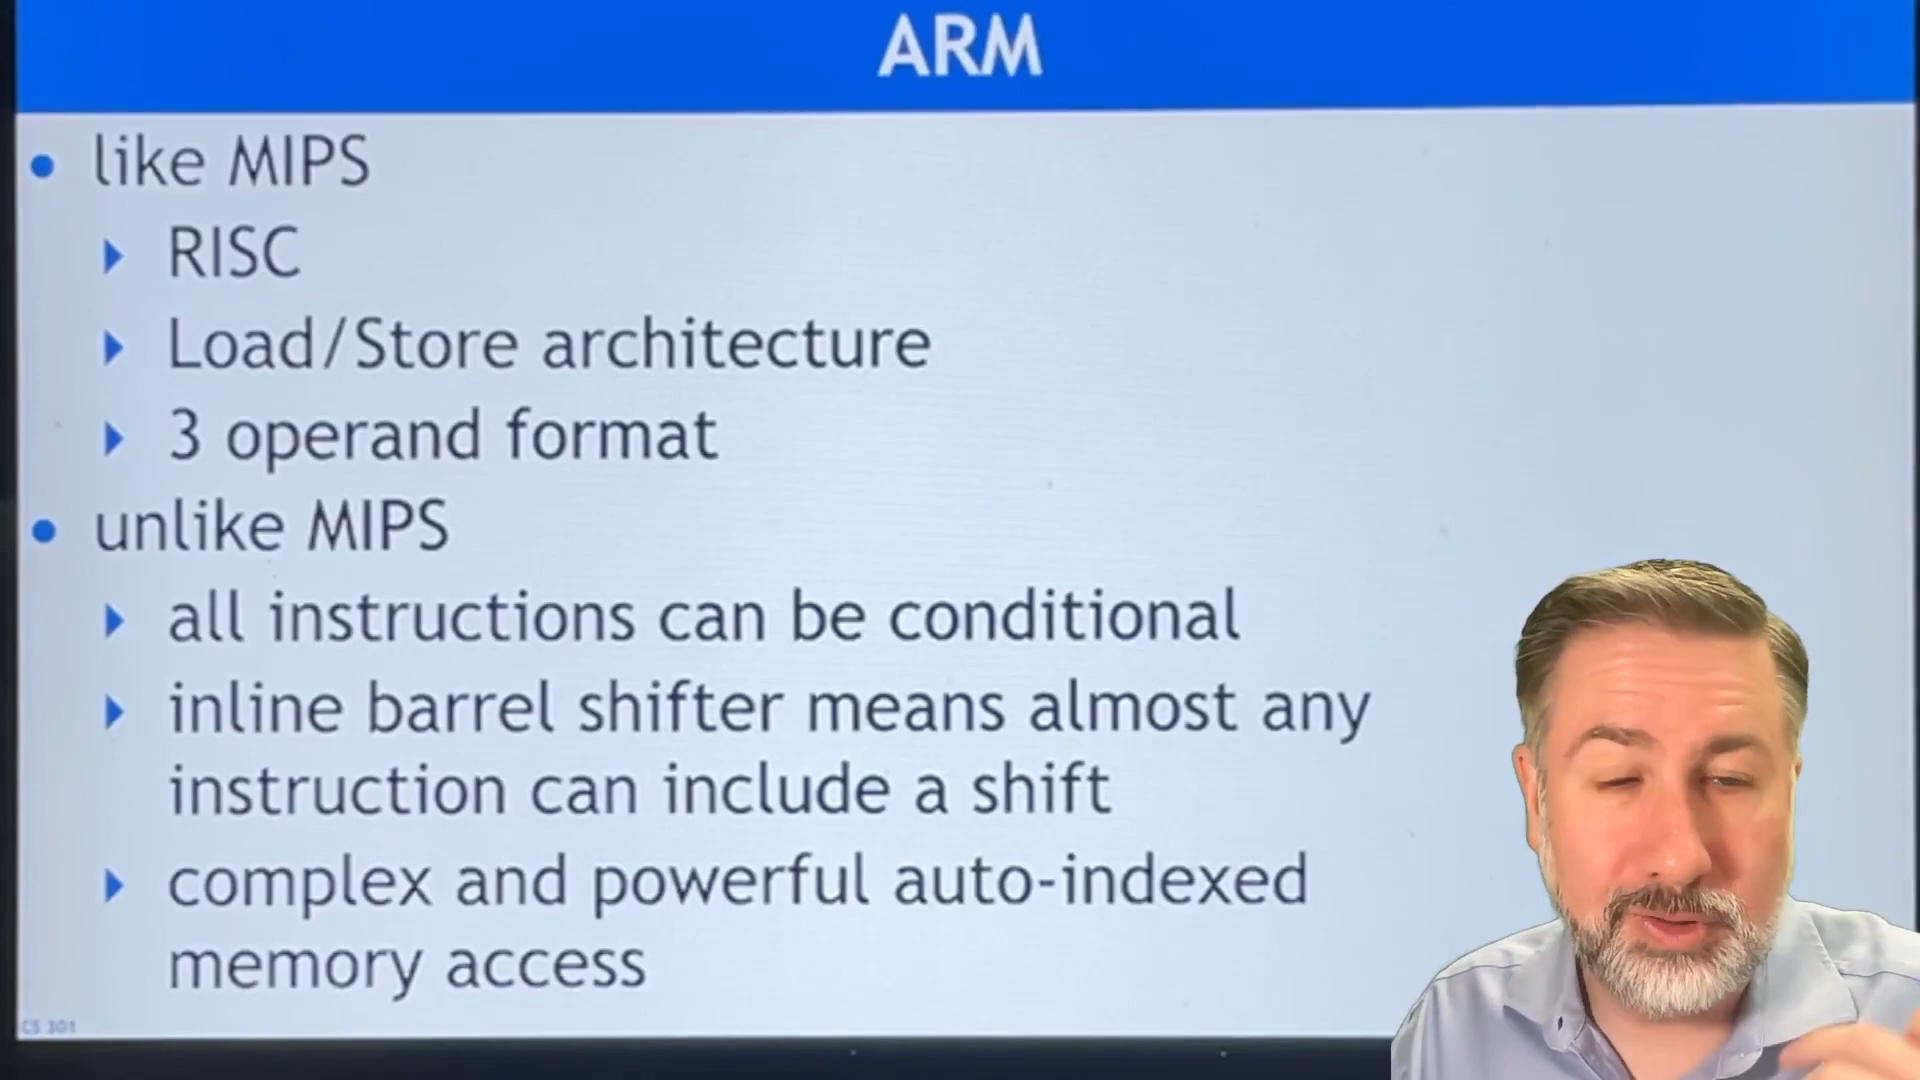 ARM
like MIPS
RISC
Load/Store architecture
3 operand format
unlike MIPS
all instructions can be conditional
inline barrel shifter means almost any
instruction can include a shift
complex and powerful auto-indexed
memory access
CS 301